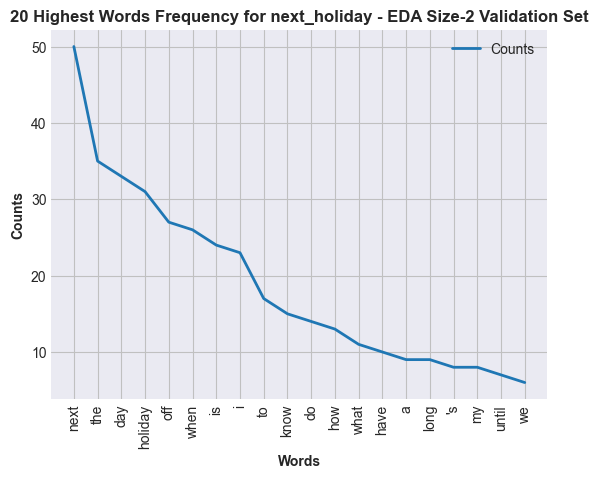 20 Highest Words Frequency for next_holiday - EDA Size-2 Validation Set
Counts
50
40
30
20
10
Counts
next
the
day
holiday
off
when
is
i
to
know
do
how
what
have
a
long
's
my
until
we
Words